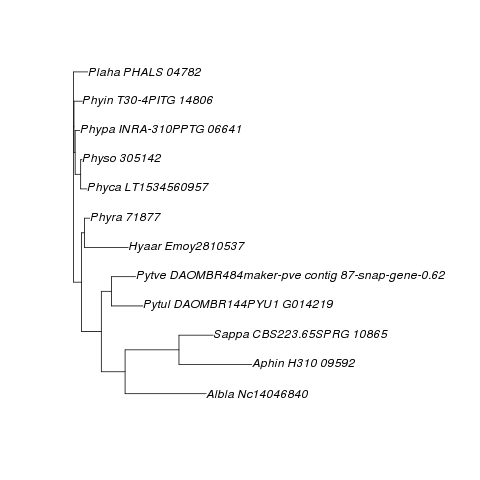 Plaha PHALS 04782
Phyin T30-4PITG 14806
Phypa INRA-310PPTG 06641
Physo 305142
Phyca LT1534560957
Phyra 71877
Hyaar Emoy2810537
Pytve DAOMBR484maker-pve contig 87-snap-gene-0.62
Pytul DAOMBR144PYU1 G014219
Sappa CBS223.65SPRG 10865
Aphin H310 09592
Albla Nc14046840